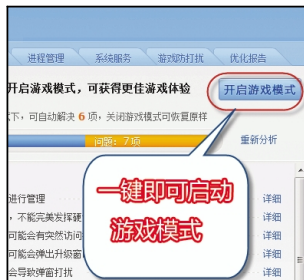 进程管理 系统服务 游戏防打扰 优化报告
开启游戏模式，可获得更佳游戏体验 开启游戏模式
下，可自动解决 6 项，关闭游戏模式可恢复原样
问题：7项 重新分析
一键即可启动
游戏模式
进行管理 详细
，不能完美发挥硬 详细
可能会有突然访问 详细
可能会弹出升级窗 详细
会导致弹窗打扰 详细